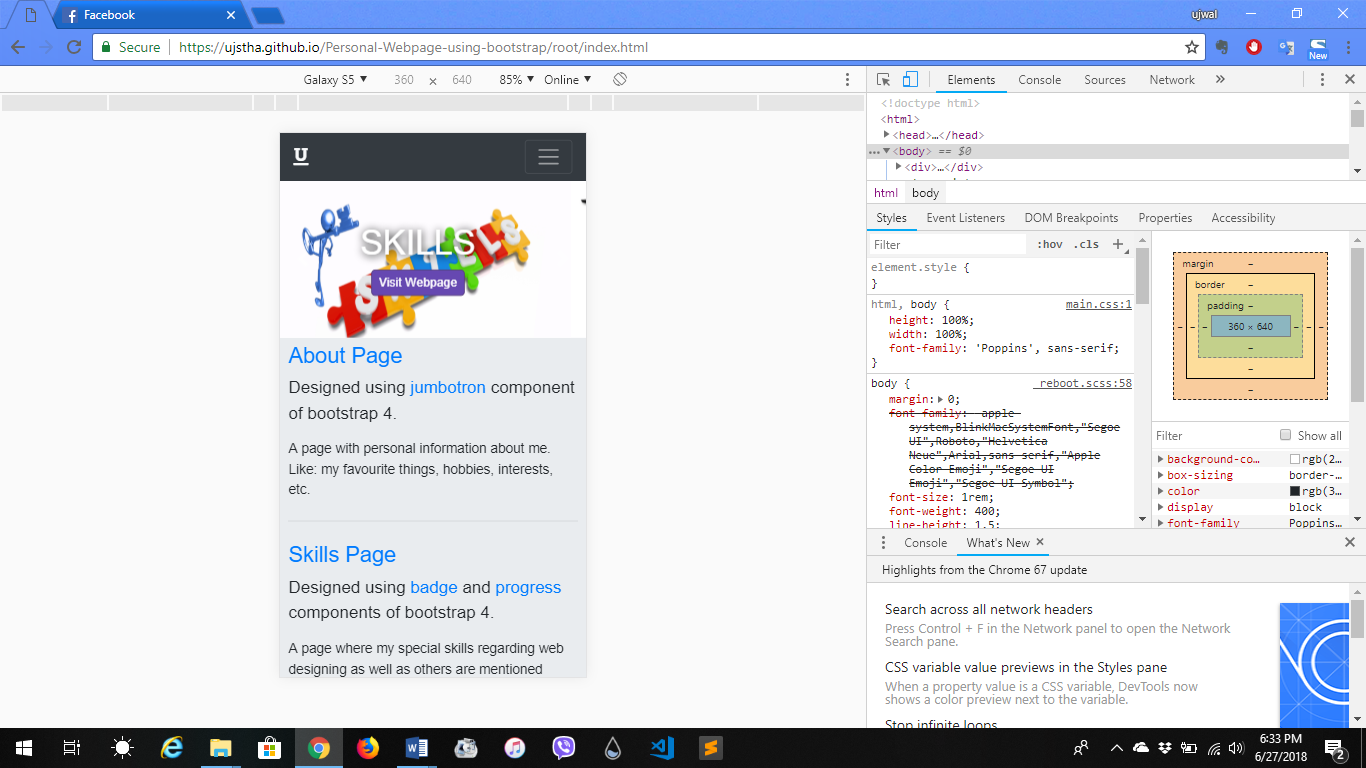 Facebook
ujwal
Secure
https://ujstha.github.io/Personal-Webpage-using-bootstrap/root/index.html
New
Galaxy S5 ▼ 360 × 640 85% ▼ Online ▼
U
SKILLS
SKILLS
Visit Webpage
About Page
Designed using jumbotron component
of bootstrap 4.
A page with personal information about me.
Like: my favourite things, hobbies, interests,
etc.
Skills Page
Designed using badge and progress
components of bootstrap 4.
A page where my special skills regarding web
designing as well as others are mentioned
Elements Console Sources Network »
<!doctype html>
<html>
<head>…</head>
… <body> == $0
<div>…</div>
html body
Styles Event Listeners DOM Breakpoints Properties Accessibility
Filter :hov .cls +
element.style {
}
html, body { main.css:1
height: 100%;
width: 100%;
font-family: 'Poppins', sans-serif;
}
body { _reboot.scss:58
margin: 0;
font-family: -apple-
system,BlinkMacSystemFont,"Segoe
UI",Roboto,"Helvetica
Neue",Arial,sans-serif,"Apple
Color Emoji","Segoe UI
Emoji","Segoe UI Symbol";
font-size: 1rem;
font-weight: 400;
line-height: 1.5;
margin –
border –
padding –
– – – 360 × 640 – – –
–
–
–
Filter Show all
background-co… rgb(2…
box-sizing border-…
color rgb(3…
display block
font-family Poppins…
Console What's New ×
Highlights from the Chrome 67 update
Search across all network headers
Press Control + F in the Network panel to open the Network
Search pane.
CSS variable value previews in the Styles pane
When a property value is a CSS variable, DevTools now
shows a color preview next to the variable.
Stop infinite loops
6:33 PM
6/27/2018
2